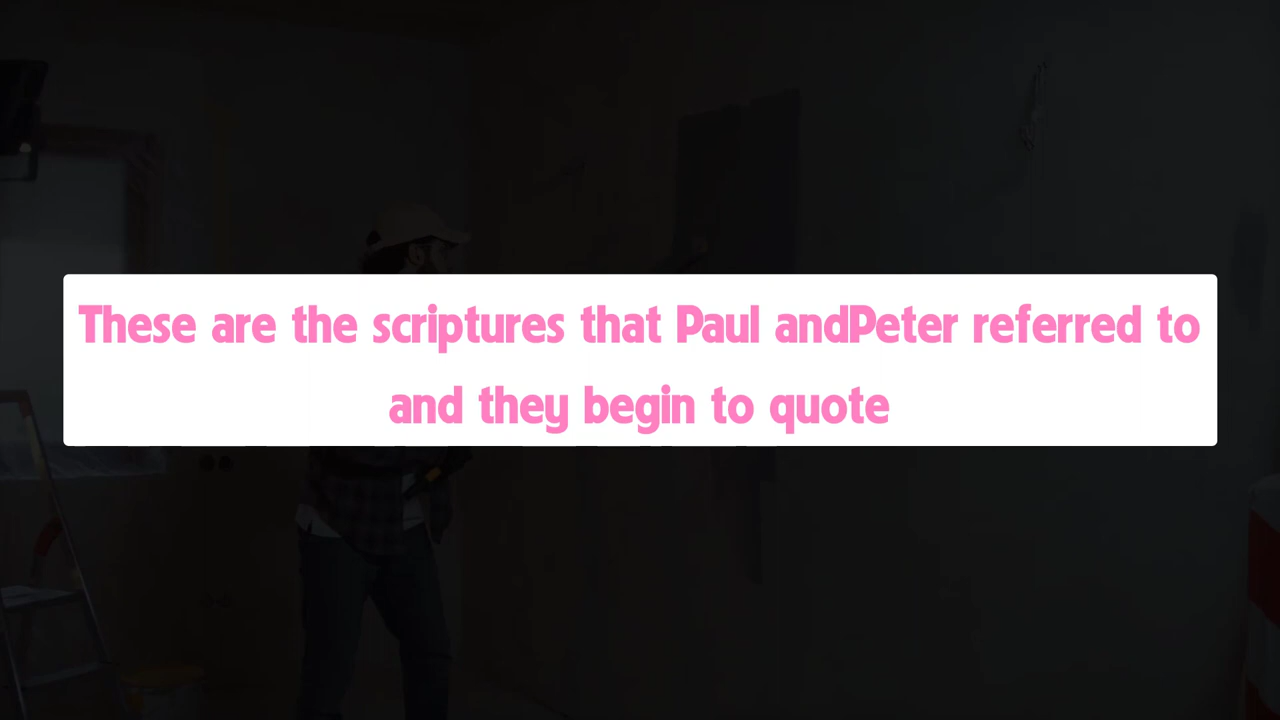 These are the scriptures that Paul andPeter referred to
and they begin to quote